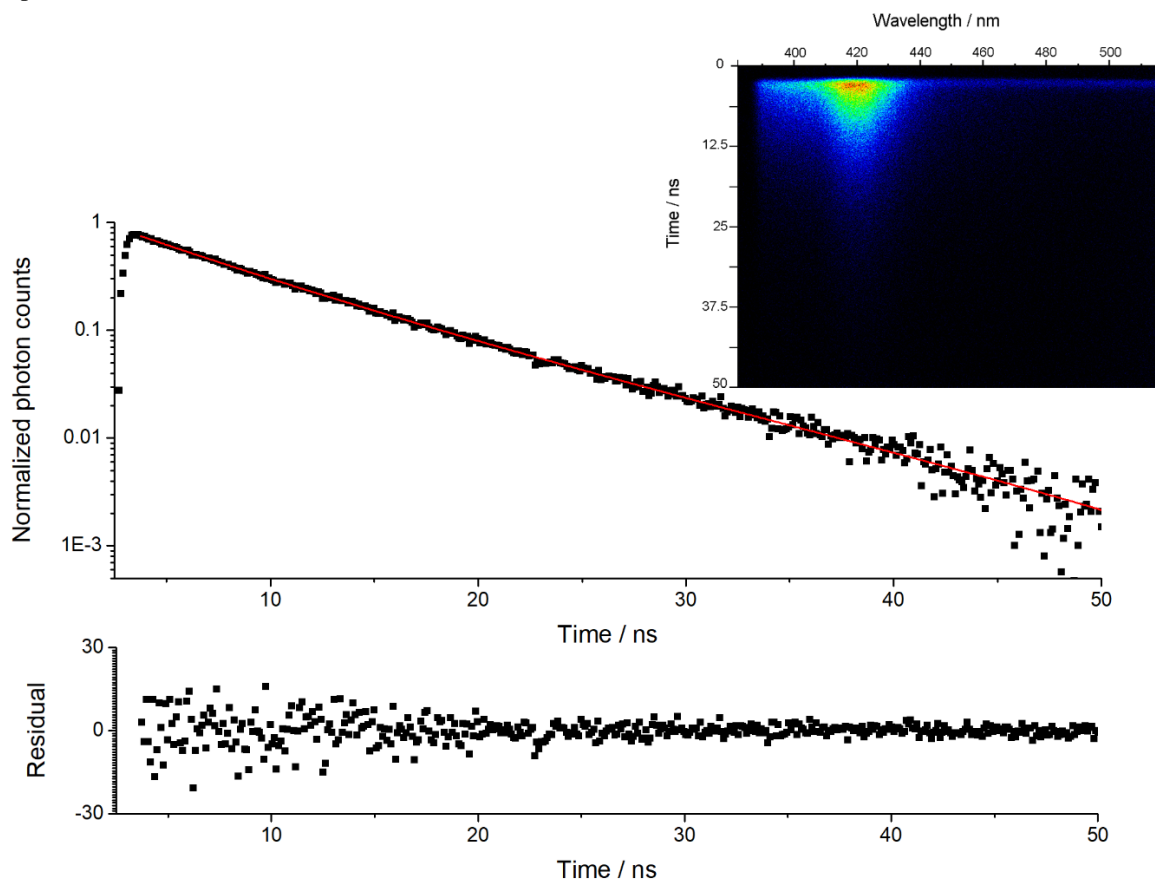 Wavelength / nm
400 420 440 460 480 500
0
12.5
25
37.5
50
Time / ns
1
0.1
0.01
1E-3
Normalized photon counts
10 20 30 40 50
Time / ns
30
0
-30
Residual
10 20 30 40 50
Time / ns